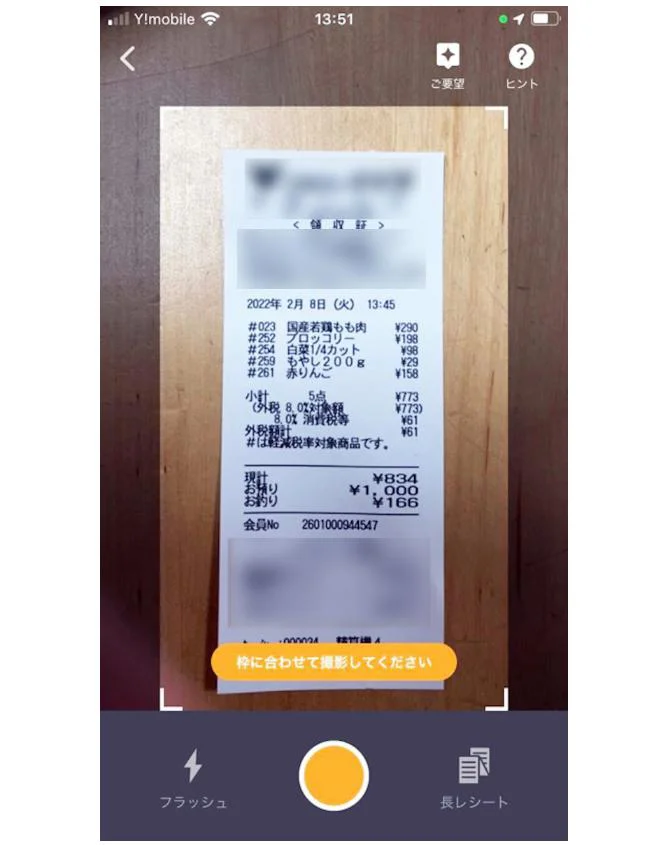 Y!mobile 13:51
ご要望 ヒント
< 領 収 証 >
2022年 2月 8日 (火) 13:45
#023 国産若鶏もも肉 ¥290
#252 ブロッコリー ¥198
#254 白菜1/4カット ¥98
#259 もやし200g ¥29
#261 赤りんご ¥158
小計 5点 ¥773
(外税 8.0%対象額 ¥773)
8.0% 消費税等 ¥61
外税額計 ¥61
#は軽減税率対象商品です。
現計 ¥834
お預り ¥1,000
お釣り ¥166
会員No 2601000944547
枠に合わせて撮影してください
フラッシュ 長レシート